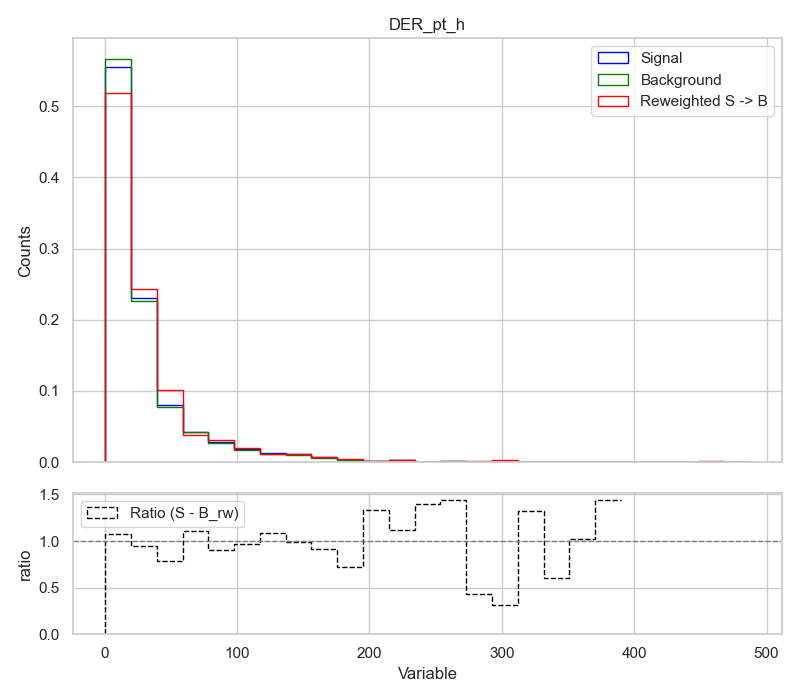 DER_pt_h
Signal
Background
Reweighted S -> B
Counts
0.5
0.4
0.3
0.2
0.1
0.0
Ratio (S - B_rw)
ratio
1.5
1.0
0.5
0.0
0 100 200 300 400 500
Variable